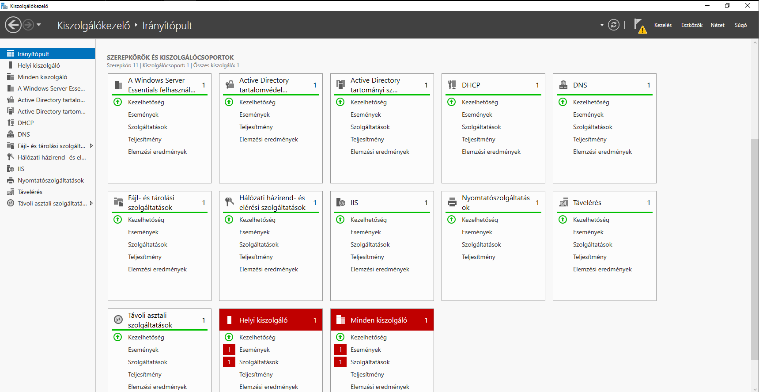 Kiszolgálókezelő
Kiszolgálókezelő • Irányítópult
Kezelés Eszközök Nézet Súgó
Irányítópult
Helyi kiszolgáló
Minden kiszolgáló
A Windows Server Esse...
Active Directory tartalo...
Active Directory tartom...
DHCP
DNS
Fájl- és tárolási szolgált...
Hálózati házirend- és el...
IIS
Nyomtatószolgáltatások
Távelérés
Távoli asztali szolgáltatá...
SZEREPKÖRÖK ÉS KISZOLGÁLÓCSOPORTOK
Szerepkör: 11 | Kiszolgálócsoport: 1 | Összes kiszolgáló: 1
A Windows Server
Essentials felhasznál... 1
Kezelhetőség
Események
Szolgáltatások
Teljesítmény
Elemzési eredmények
Active Directory
tartalomvédel... 1
Kezelhetőség
Események
Teljesítmény
Elemzési eredmények
Active Directory
tartományi sz... 1
Kezelhetőség
Események
Szolgáltatások
Teljesítmény
Elemzési eredmények
DHCP 1
Kezelhetőség
Események
Szolgáltatások
Teljesítmény
Elemzési eredmények
DNS 1
Kezelhetőség
Események
Szolgáltatások
Teljesítmény
Elemzési eredmények
Fájl- és tárolási
szolgáltatások 1
Kezelhetőség
Események
Szolgáltatások
Teljesítmény
Elemzési eredmények
Hálózati házirend- és
elérési szolgáltatások 1
Kezelhetőség
Események
Szolgáltatások
Teljesítmény
Elemzési eredmények
IIS 1
Kezelhetőség
Események
Szolgáltatások
Teljesítmény
Elemzési eredmények
Nyomtatószolgáltatás
ok 1
Kezelhetőség
Események
Szolgáltatások
Teljesítmény
Távelérés 1
Kezelhetőség
Események
Szolgáltatások
Teljesítmény
Elemzési eredmények
Távoli asztali
szolgáltatások 1
Kezelhetőség
Események
Szolgáltatások
Teljesítmény
Elemzési eredmények
Helyi kiszolgáló 1
Kezelhetőség
1 Események
1 Szolgáltatások
Teljesítmény
Elemzési eredmények
Minden kiszolgáló 1
Kezelhetőség
1 Események
1 Szolgáltatások
Teljesítmény
Elemzési eredmények